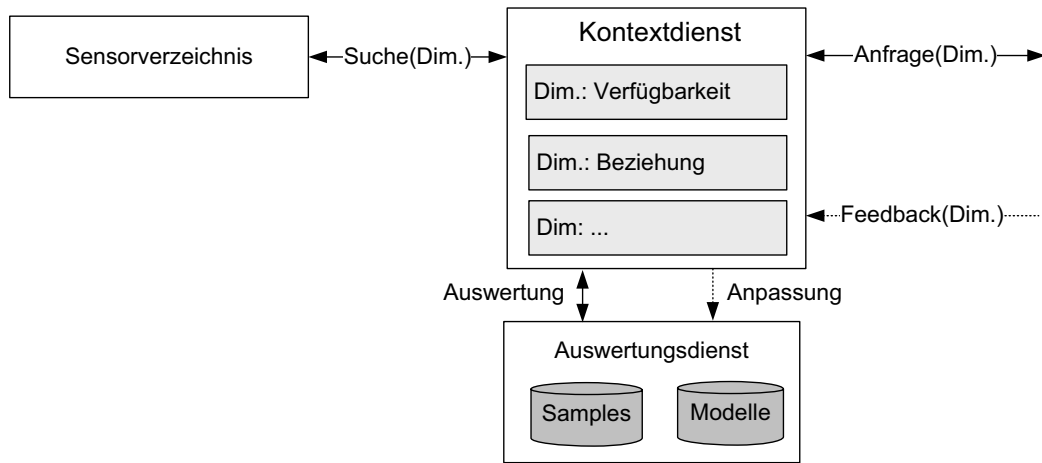 Kontextdienst
Sensorverzeichnis
Suche(Dim.)
Anfrage(Dim.)
Dim.: Verfügbarkeit
Dim.: Beziehung
Feedback(Dim.)
Dim: ...
Auswertung
Anpassung
Auswertungsdienst
Samples
Modelle